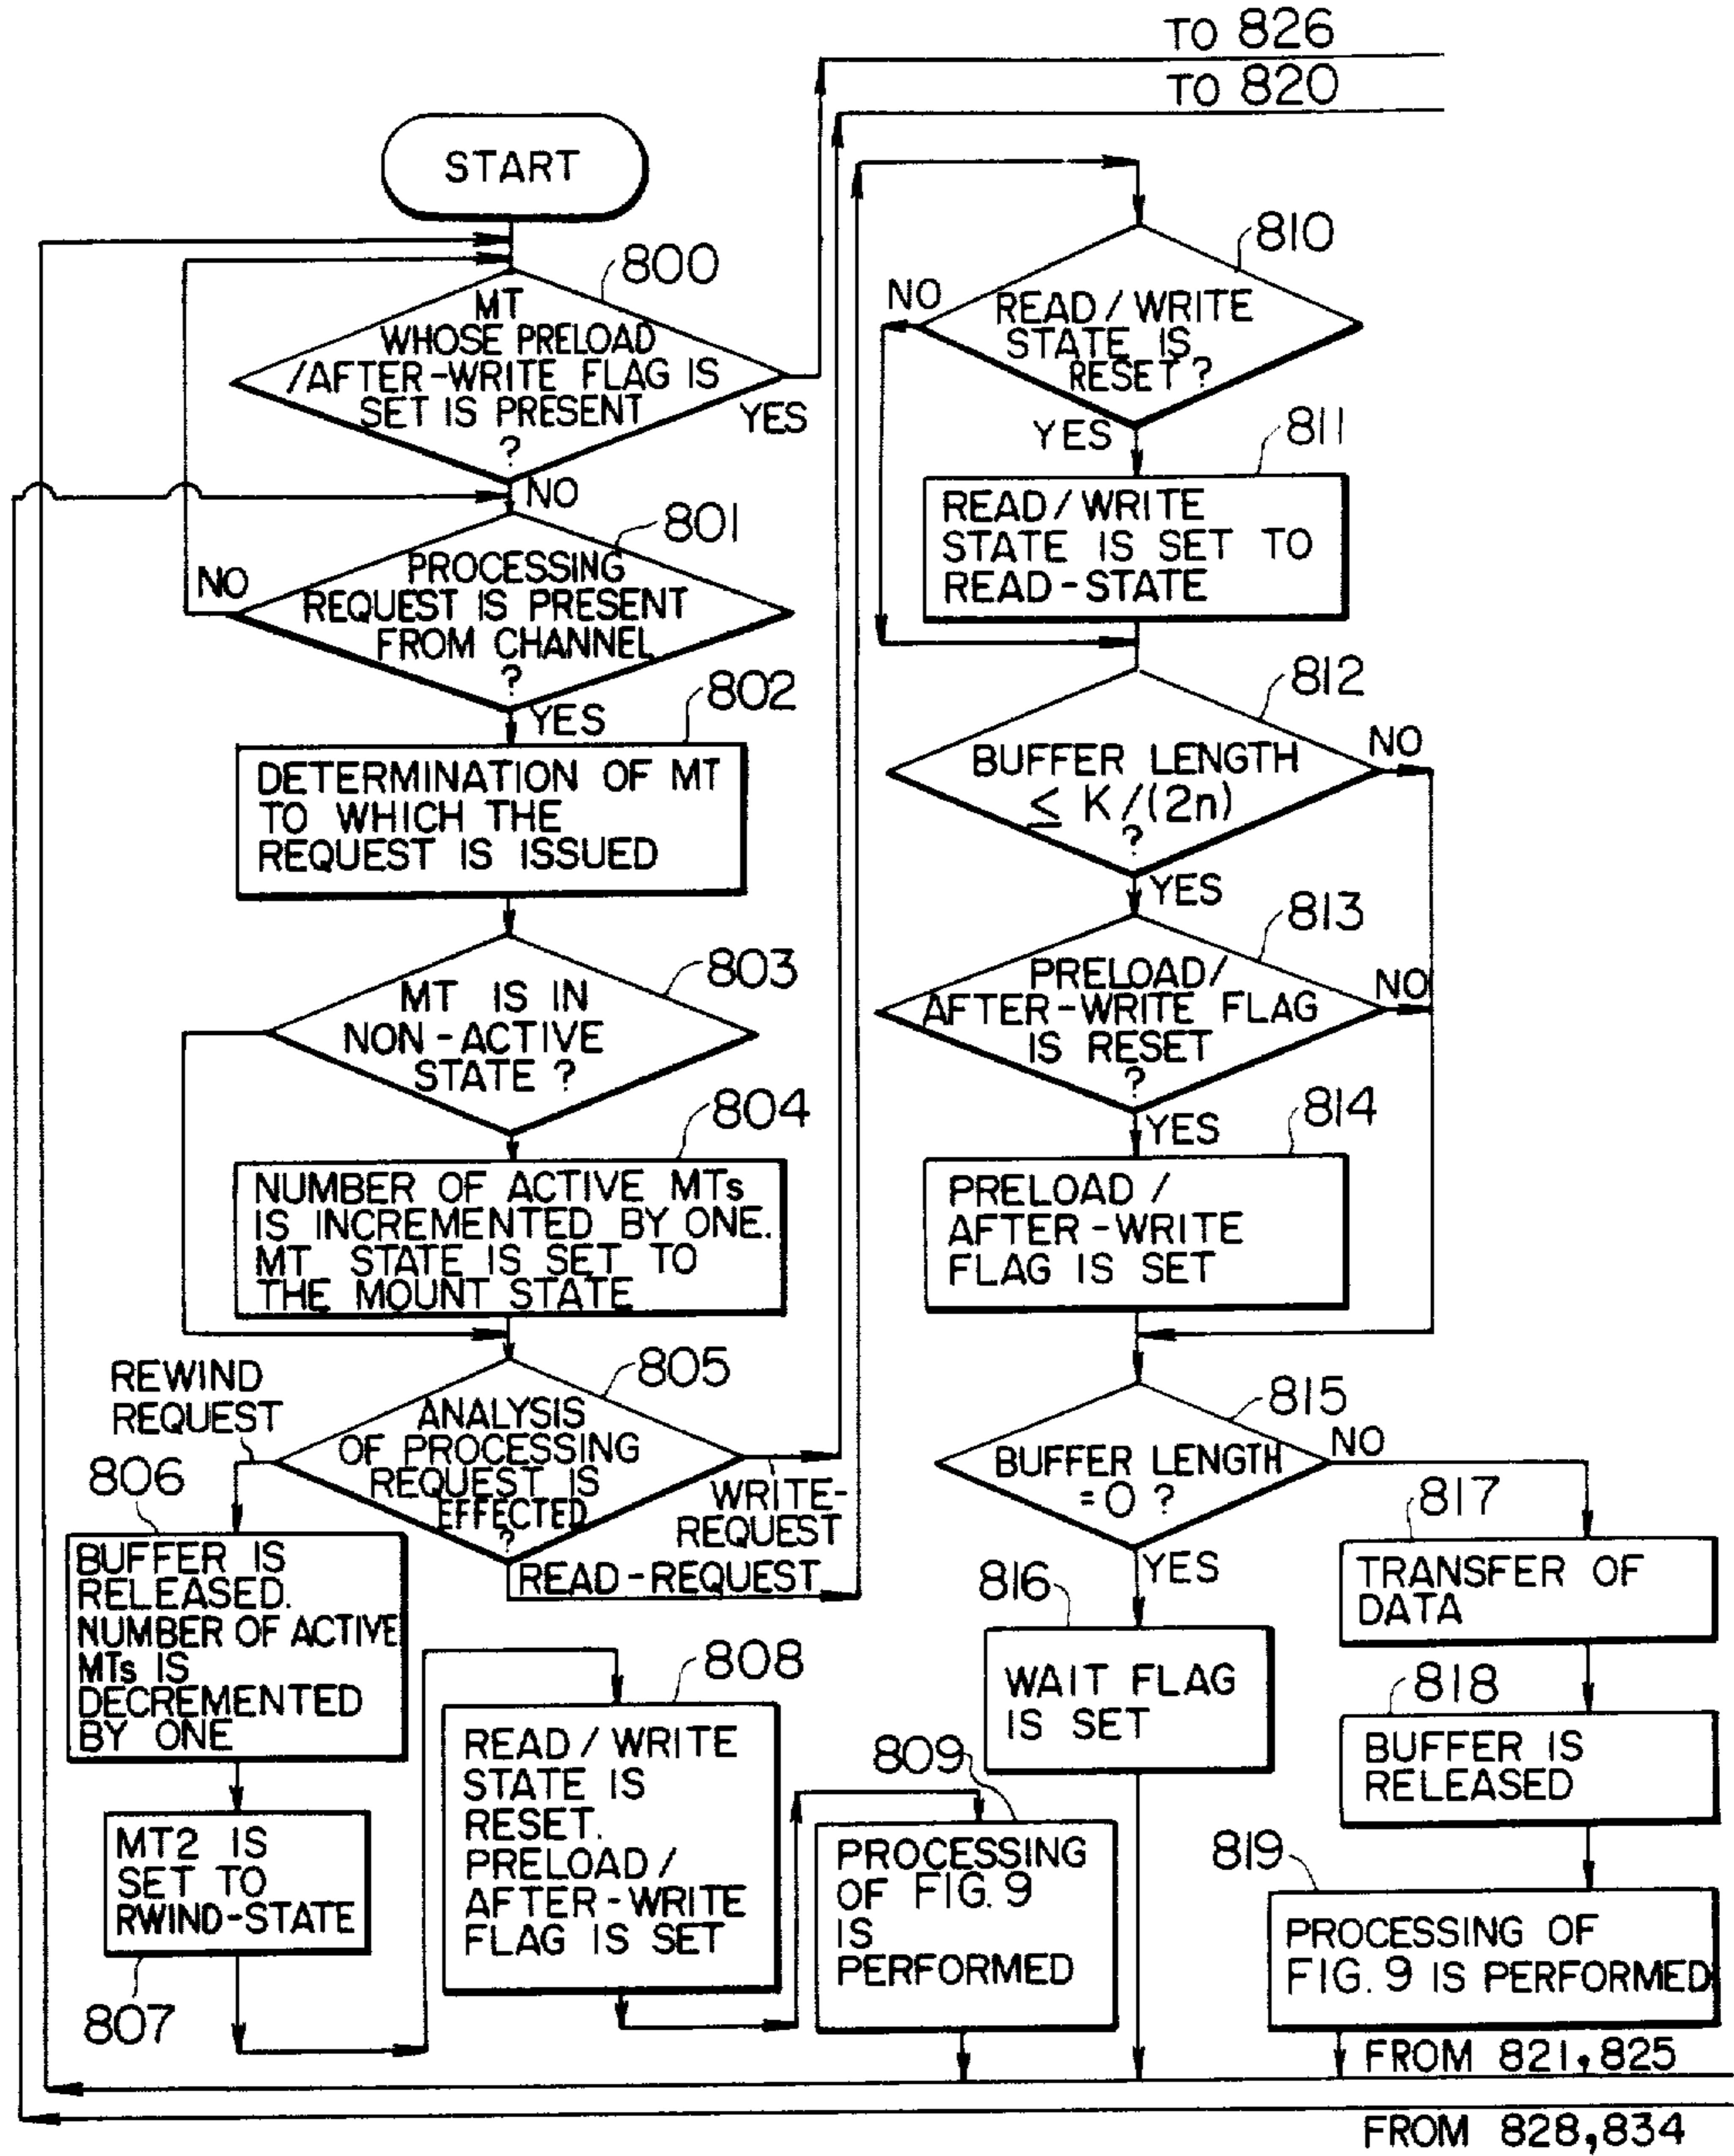 TO 826
TO 820
START
800
MT
WHOSE PRELOAD
/AFTER-WRITE FLAG IS
SET IS PRESENT
?
YES
NO
801
PROCESSING
REQUEST IS PRESENT
FROM CHANNEL
?
NO
YES
802
DETERMINATION OF MT
TO WHICH THE
REQUEST IS ISSUED
803
MT IS IN
NON-ACTIVE
STATE ?
804
NUMBER OF ACTIVE MTs
IS INCREMENTED BY ONE.
MT STATE IS SET TO
THE MOUNT STATE
805
ANALYSIS
OF PROCESSING
REQUEST IS
EFFECTED
?
REWIND
REQUEST
WRITE-
REQUEST
READ-REQUEST
806
BUFFER IS
RELEASED.
NUMBER OF ACTIVE
MTs IS
DECREMENTED
BY ONE
MT2 IS
SET TO
RWIND-STATE
807
808
READ / WRITE
STATE IS
RESET.
PRELOAD/
AFTER-WRITE
FLAG IS SET
809
PROCESSING
OF FIG. 9
IS
PERFORMED
810
READ / WRITE
STATE IS
RESET ?
NO
YES
811
READ/WRITE
STATE IS SET TO
READ-STATE
812
BUFFER LENGTH
≤ K/(2n)
?
NO
YES
813
PRELOAD/
AFTER-WRITE FLAG
IS RESET
?
NO
YES
814
PRELOAD /
AFTER-WRITE
FLAG IS SET
815
BUFFER LENGTH
=0 ?
NO
YES
816
WAIT FLAG
IS SET
817
TRANSFER OF
DATA
818
BUFFER IS
RELEASED
819
PROCESSING OF
FIG. 9 IS PERFORMED
FROM 821,825
FROM 828,834